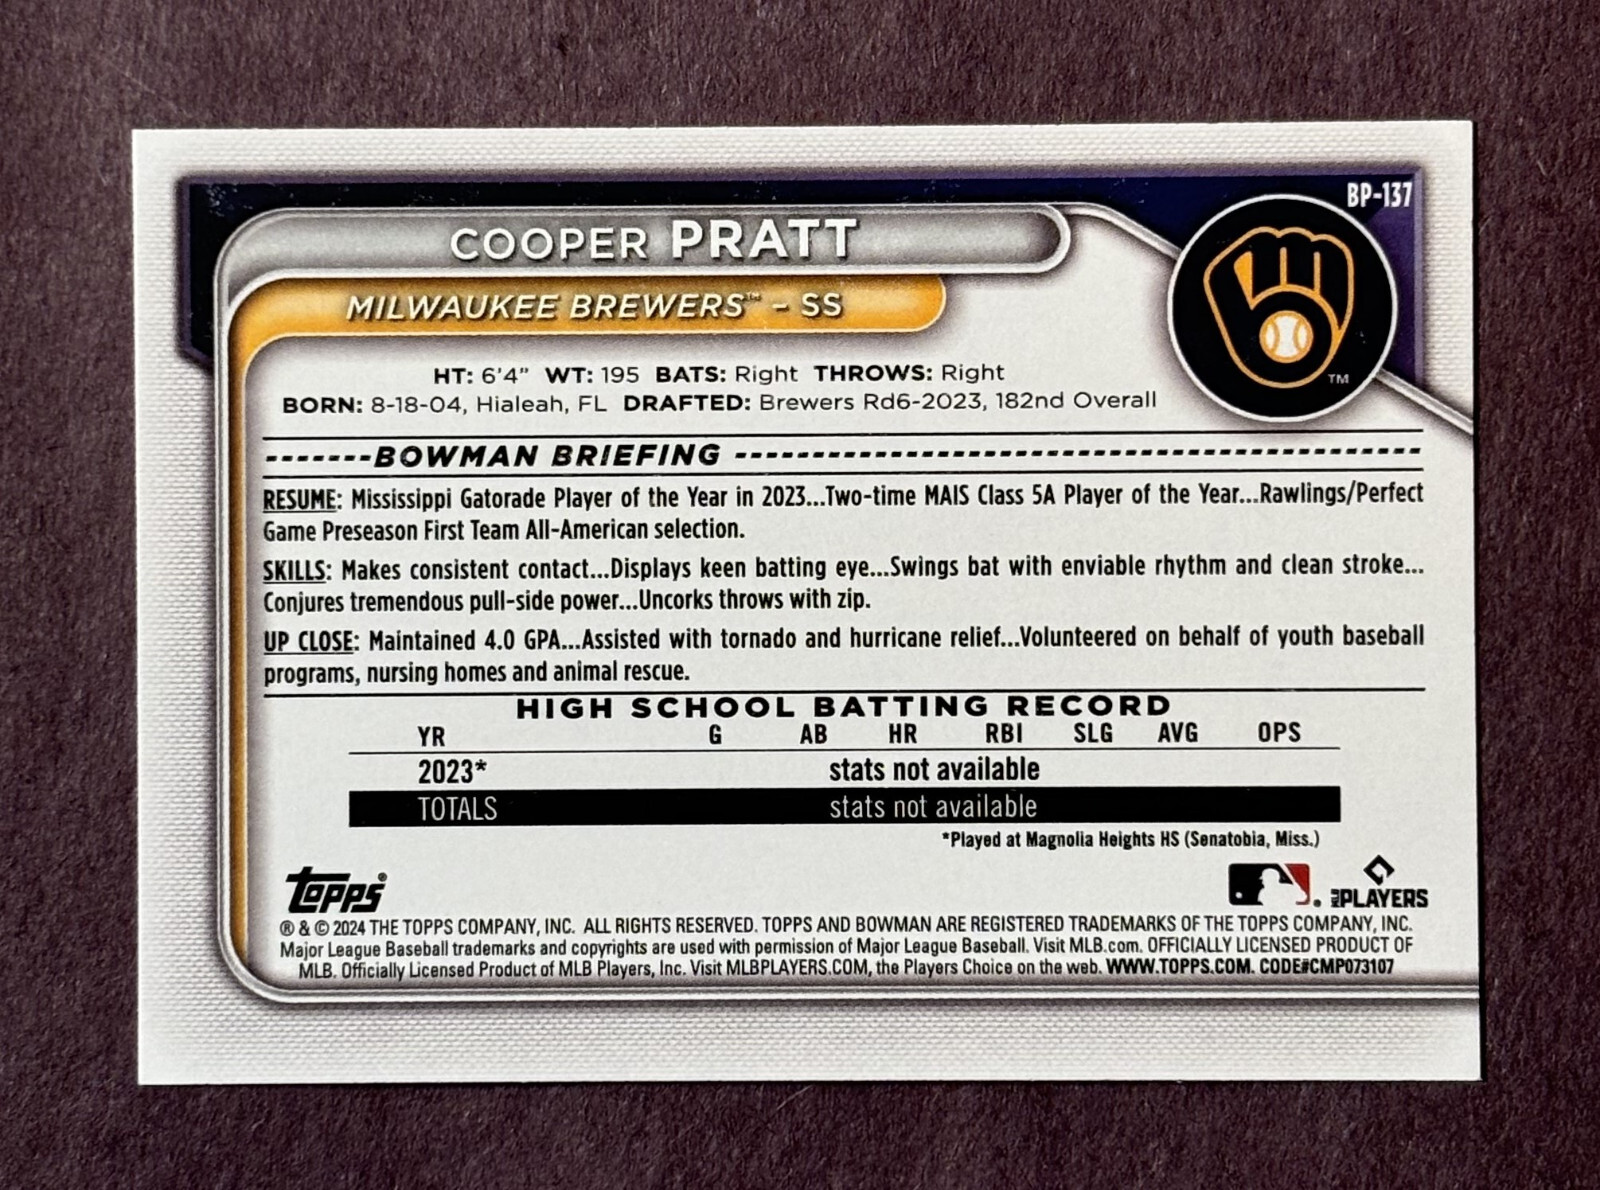 BP-137
COOPER PRATT
MILWAUKEE BREWERS™ - SS
TM
HT: 6'4" WT: 195 BATS: Right THROWS: Right
BORN: 8-18-04, Hialeah, FL DRAFTED: Brewers Rd6-2023, 182nd Overall
-------BOWMAN BRIEFING ------------------------------------------------
RESUME: Mississippi Gatorade Player of the Year in 2023...Two-time MAIS Class 5A Player of the Year...Rawlings/Perfect
Game Preseason First Team All-American selection.
SKILLS: Makes consistent contact...Displays keen batting eye...Swings bat with enviable rhythm and clean stroke...
Conjures tremendous pull-side power...Uncorks throws with zip.
UP CLOSE: Maintained 4.0 GPA...Assisted with tornado and hurricane relief...Volunteered on behalf of youth baseball
programs, nursing homes and animal rescue.
HIGH SCHOOL BATTING RECORD
YR G AB HR RBI SLG AVG OPS
2023* stats not available
TOTALS stats not available
*Played at Magnolia Heights HS (Senatobia, Miss.)
Topps® MLB PLAYERS
® & © 2024 THE TOPPS COMPANY, INC. ALL RIGHTS RESERVED. TOPPS AND BOWMAN ARE REGISTERED TRADEMARKS OF THE TOPPS COMPANY, INC.
Major League Baseball trademarks and copyrights are used with permission of Major League Baseball. Visit MLB.com. OFFICIALLY LICENSED PRODUCT OF
MLB. Officially Licensed Product of MLB Players, Inc. Visit MLBPLAYERS.COM, the Players Choice on the web. WWW.TOPPS.COM. CODE#CMP073107